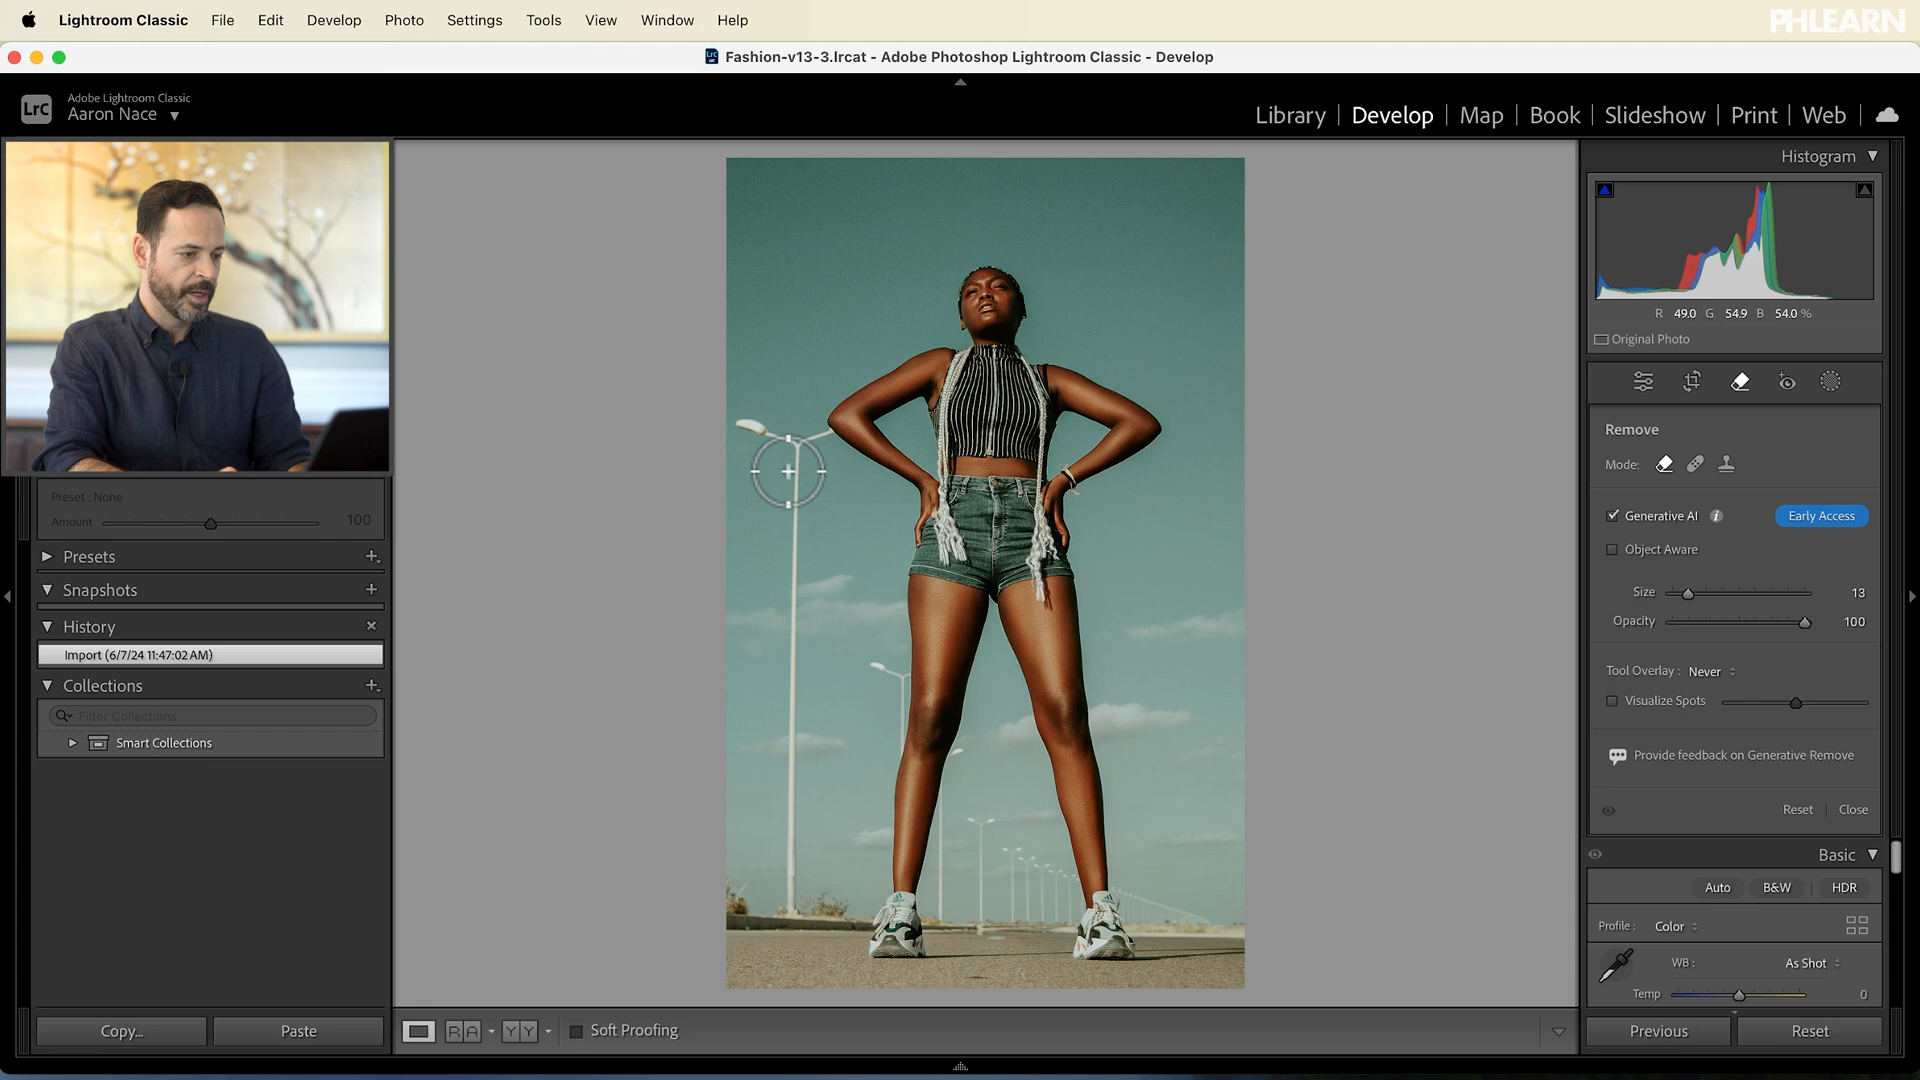 Lightroom Classic File Edit Develop Photo Settings Tools View Window Help
PHLEARN
Fashion-v13-3.lrcat - Adobe Photoshop Lightroom Classic - Develop
LrC
Adobe Lightroom Classic
Aaron Nace
Library | Develop | Map | Book | Slideshow | Print | Web
Histogram
R 49.0 G 54.9 B 54.0 %
Original Photo
Remove
Mode:
Generative AI
Early Access
Object Aware
Size 13
Opacity 100
Tool Overlay : Never
Visualize Spots
Provide feedback on Generative Remove
Reset | Close
Basic
Auto B&W | HDR
Profile : Color
WB : As Shot
Temp 0
Previous
Reset
Preset : None
Amount 100
Presets
Snapshots
History
Import (6/7/24 11:47:02 AM)
Collections
Filter Collections
Smart Collections
Copy...
Paste
R A
Y Y
Soft Proofing